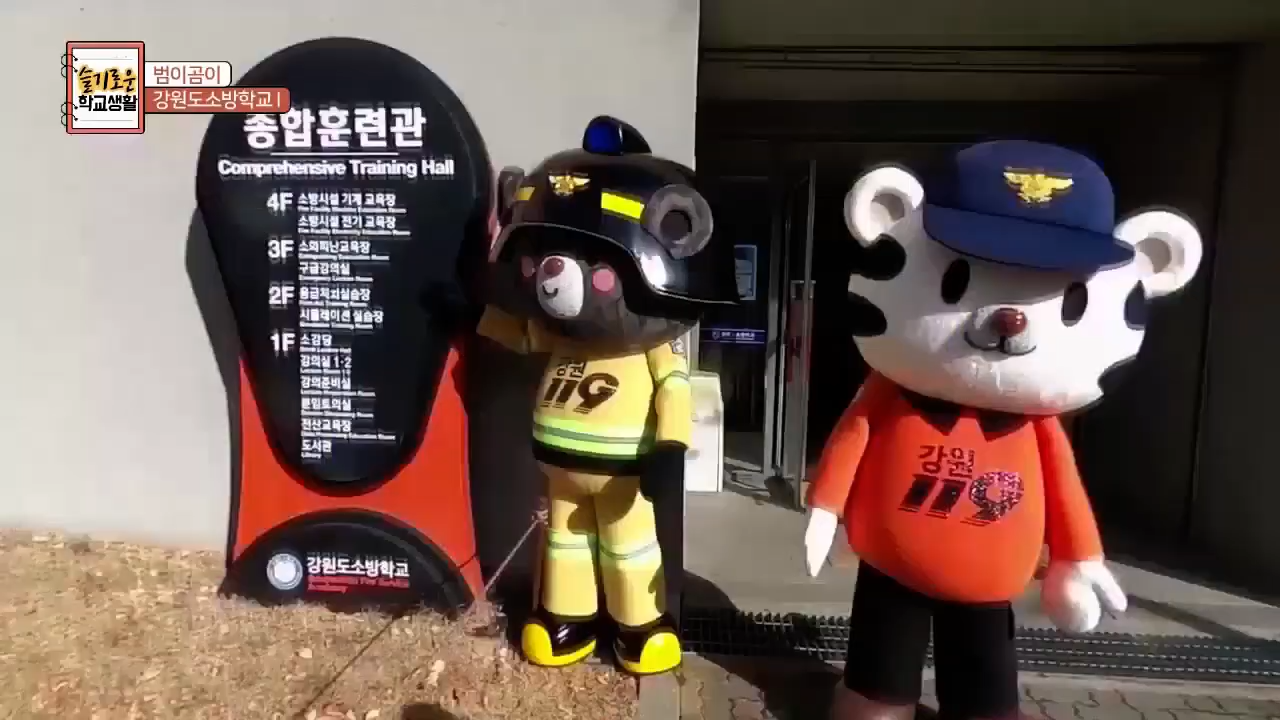 슬기로운
학교생활
범이곰이
강원도소방학교 I
종합훈련관
Comprehensive Training Hall
4F 소방시설 기계 교육장
소방시설 전기 교육장
3F 소화피난교육장
구급강의실
2F 응급처치실습장
시뮬레이션 실습장
1F 소강당
강의실 1·2
강의준비실
분임토의실
전산교육장
도서관
Library
강원도소방학교
강원
119
강원
119